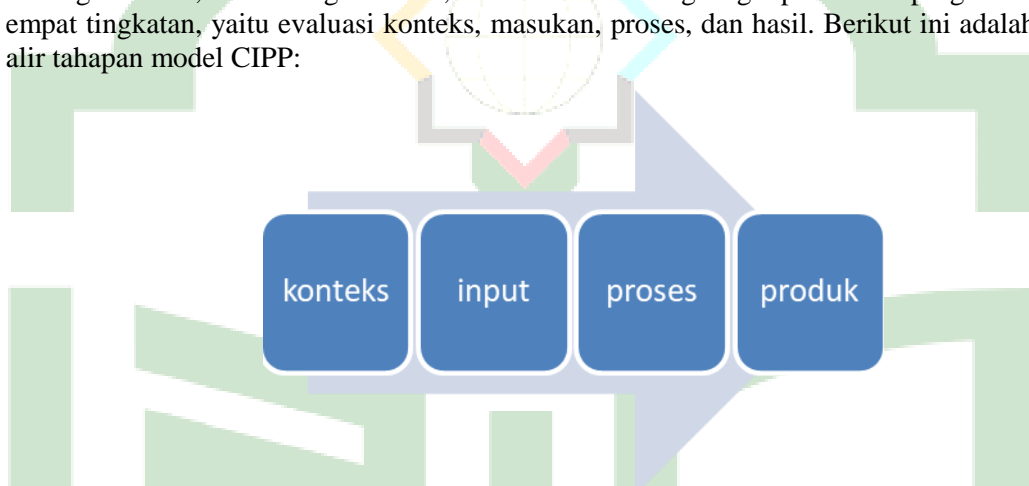 empat tingkatan, yaitu evaluasi konteks, masukan, proses, dan hasil. Berikut ini adalah
alir tahapan model CIPP:
konteks input proses produk